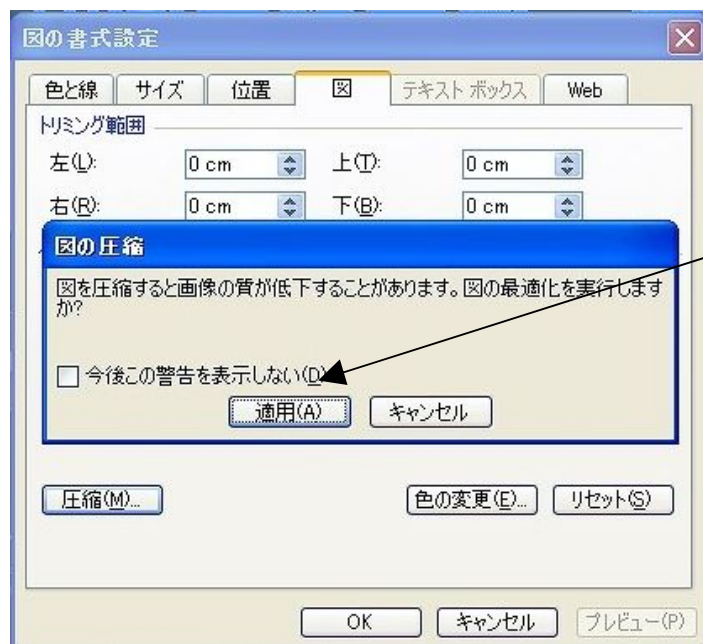 図の書式設定
色と線 サイズ 位置 図 テキスト ボックス Web
トリミング範囲
左(L): 0 cm 上(T): 0 cm
右(R): 0 cm 下(B): 0 cm
図の圧縮
図を圧縮すると画像の質が低下することがあります。図の最適化を実行します
か?
今後この警告を表示しない(D)
適用(A) キャンセル
圧縮(M)... 色の変更(E)... リセット(S)
OK キャンセル プレビュー(P)